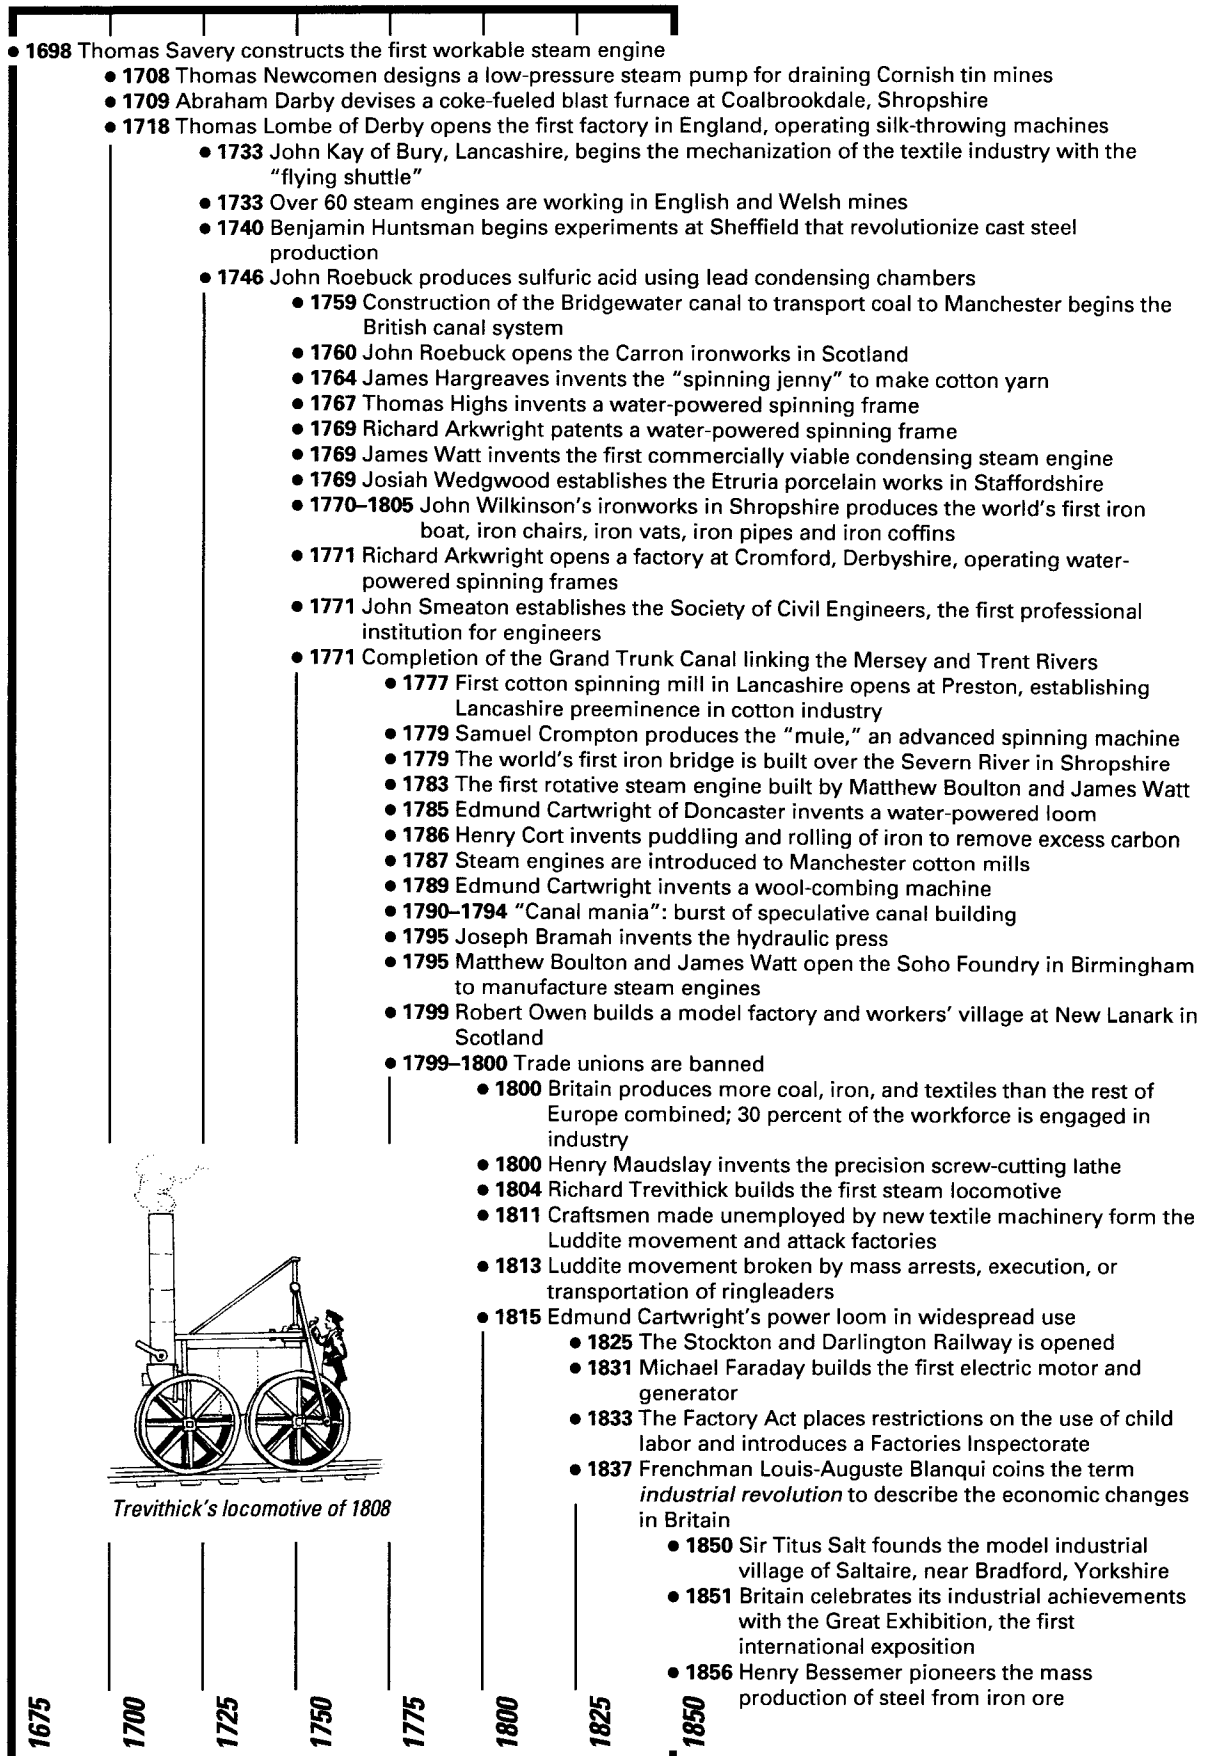 • 1698 Thomas Savery constructs the first workable steam engine
• 1708 Thomas Newcomen designs a low-pressure steam pump for draining Cornish tin mines
• 1709 Abraham Darby devises a coke-fueled blast furnace at Coalbrookdale, Shropshire
• 1718 Thomas Lombe of Derby opens the first factory in England, operating silk-throwing machines
• 1733 John Kay of Bury, Lancashire, begins the mechanization of the textile industry with the
"flying shuttle"
• 1733 Over 60 steam engines are working in English and Welsh mines
• 1740 Benjamin Huntsman begins experiments at Sheffield that revolutionize cast steel
production
• 1746 John Roebuck produces sulfuric acid using lead condensing chambers
• 1759 Construction of the Bridgewater canal to transport coal to Manchester begins the
British canal system
• 1760 John Roebuck opens the Carron ironworks in Scotland
• 1764 James Hargreaves invents the "spinning jenny" to make cotton yarn
• 1767 Thomas Highs invents a water-powered spinning frame
• 1769 Richard Arkwright patents a water-powered spinning frame
• 1769 James Watt invents the first commercially viable condensing steam engine
• 1769 Josiah Wedgwood establishes the Etruria porcelain works in Staffordshire
• 1770–1805 John Wilkinson's ironworks in Shropshire produces the world's first iron
boat, iron chairs, iron vats, iron pipes and iron coffins
• 1771 Richard Arkwright opens a factory at Cromford, Derbyshire, operating water-
powered spinning frames
• 1771 John Smeaton establishes the Society of Civil Engineers, the first professional
institution for engineers
• 1771 Completion of the Grand Trunk Canal linking the Mersey and Trent Rivers
• 1777 First cotton spinning mill in Lancashire opens at Preston, establishing
Lancashire preeminence in cotton industry
• 1779 Samuel Crompton produces the "mule," an advanced spinning machine
• 1779 The world's first iron bridge is built over the Severn River in Shropshire
• 1783 The first rotative steam engine built by Matthew Boulton and James Watt
• 1785 Edmund Cartwright of Doncaster invents a water-powered loom
• 1786 Henry Cort invents puddling and rolling of iron to remove excess carbon
• 1787 Steam engines are introduced to Manchester cotton mills
• 1789 Edmund Cartwright invents a wool-combing machine
• 1790–1794 "Canal mania": burst of speculative canal building
• 1795 Joseph Bramah invents the hydraulic press
• 1795 Matthew Boulton and James Watt open the Soho Foundry in Birmingham
to manufacture steam engines
• 1799 Robert Owen builds a model factory and workers' village at New Lanark in
Scotland
• 1799–1800 Trade unions are banned
• 1800 Britain produces more coal, iron, and textiles than the rest of
Europe combined; 30 percent of the workforce is engaged in
industry
• 1800 Henry Maudslay invents the precision screw-cutting lathe
• 1804 Richard Trevithick builds the first steam locomotive
• 1811 Craftsmen made unemployed by new textile machinery form the
Luddite movement and attack factories
• 1813 Luddite movement broken by mass arrests, execution, or
transportation of ringleaders
• 1815 Edmund Cartwright's power loom in widespread use
• 1825 The Stockton and Darlington Railway is opened
• 1831 Michael Faraday builds the first electric motor and
generator
• 1833 The Factory Act places restrictions on the use of child
labor and introduces a Factories Inspectorate
• 1837 Frenchman Louis-Auguste Blanqui coins the term
industrial revolution to describe the economic changes
in Britain
Trevithick's locomotive of 1808
• 1850 Sir Titus Salt founds the model industrial
village of Saltaire, near Bradford, Yorkshire
• 1851 Britain celebrates its industrial achievements
with the Great Exhibition, the first
international exposition
• 1856 Henry Bessemer pioneers the mass
production of steel from iron ore
1675
1700
1725
1750
1775
1800
1825
1850